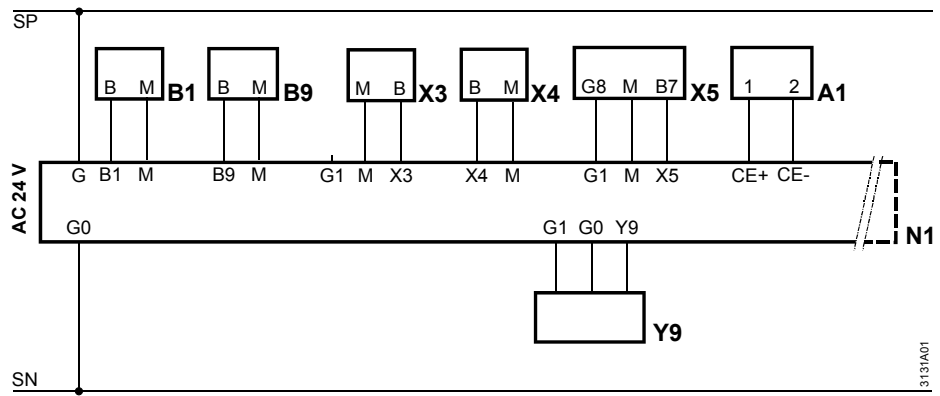 SP
B M B1
B M B9
M B X3
B M X4
G8 M B7 X5
1 2 A1
AC 24 V
G B1 M B9 M G1 M X3 X4 M G1 M X5 CE+ CE-
G0 G1 G0 Y9
N1
Y9
SN
3131A01